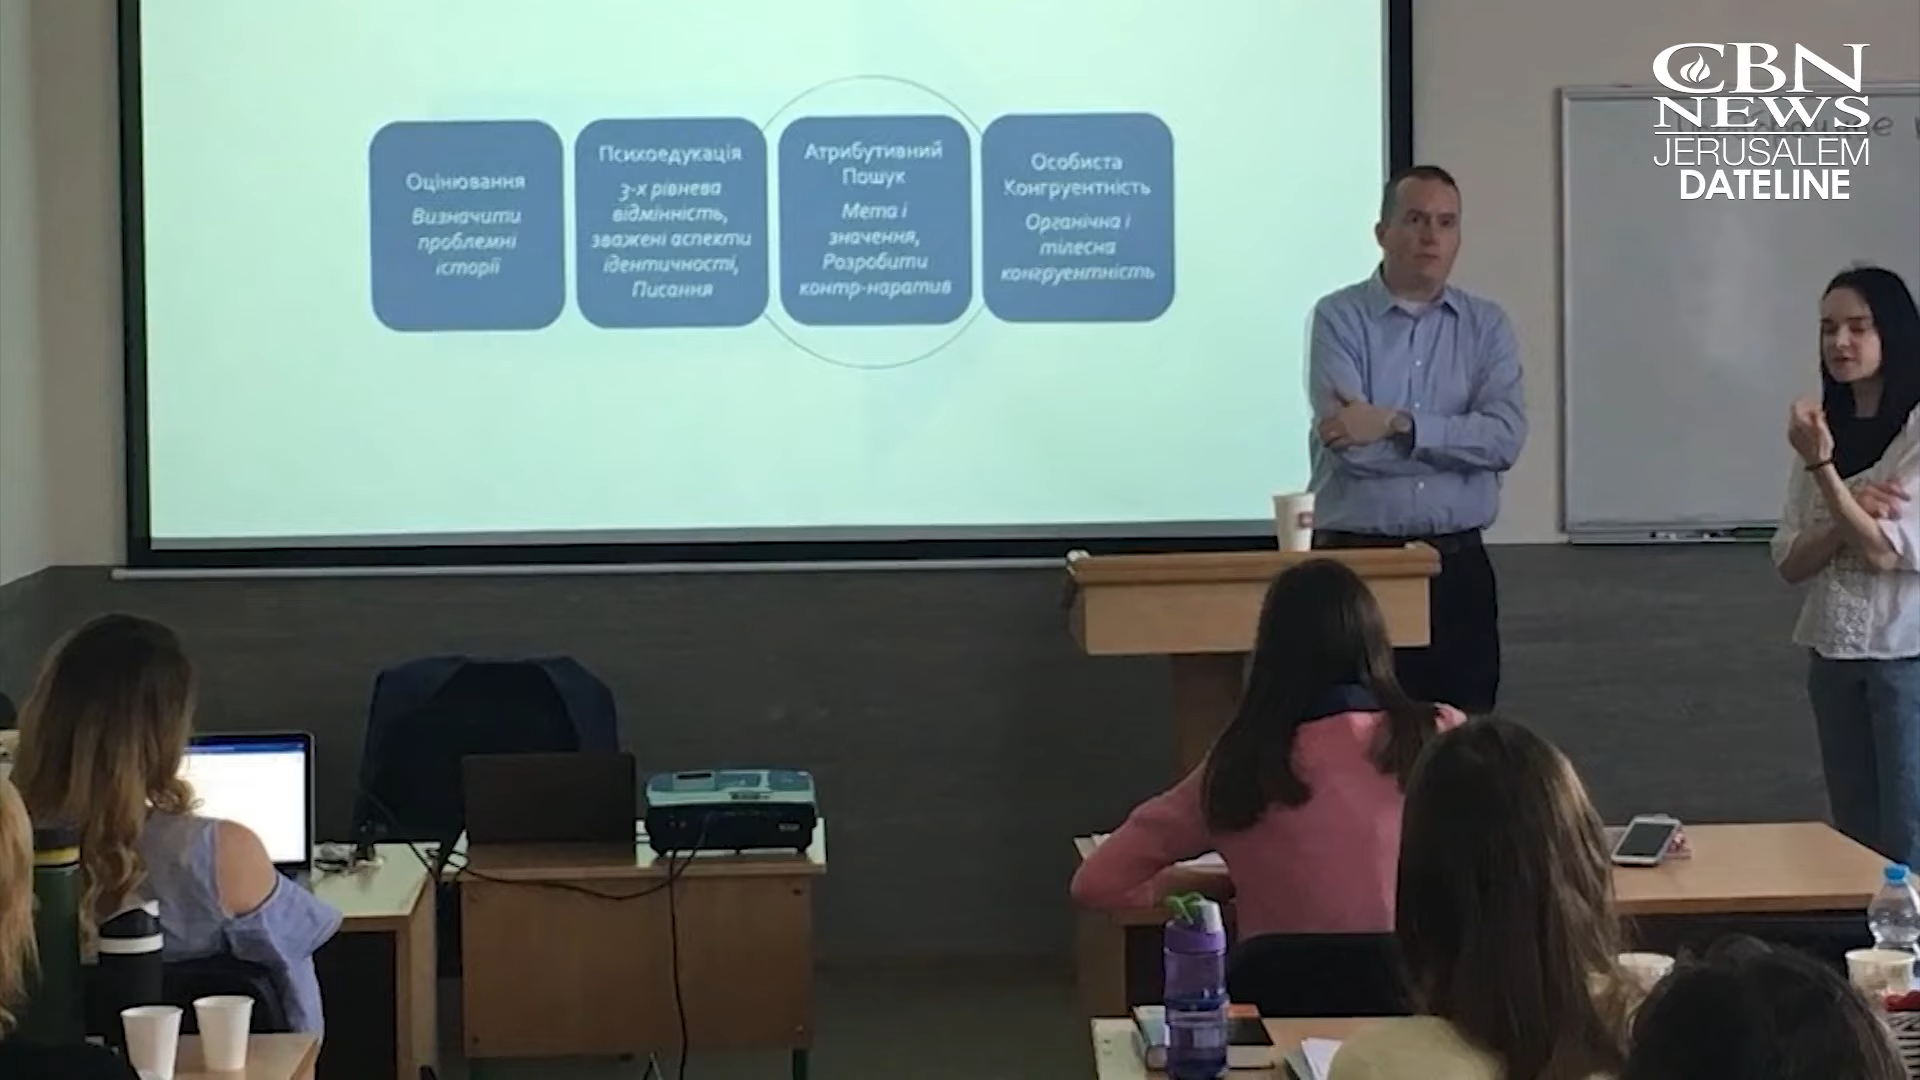 CBN
NEWS
JERUSALEM
DATELINE
Оцінювання
Визначити
проблемні
історії
Психоедукація
3-х рівнева
відмінність,
зважені аспекти
ідентичності,
Писання
Атрибутивний
Пошук
Мета і
значення,
Розробити
контр-наратив
Особиста
Конгруентність
Органічна і
тілесна
конгруентність